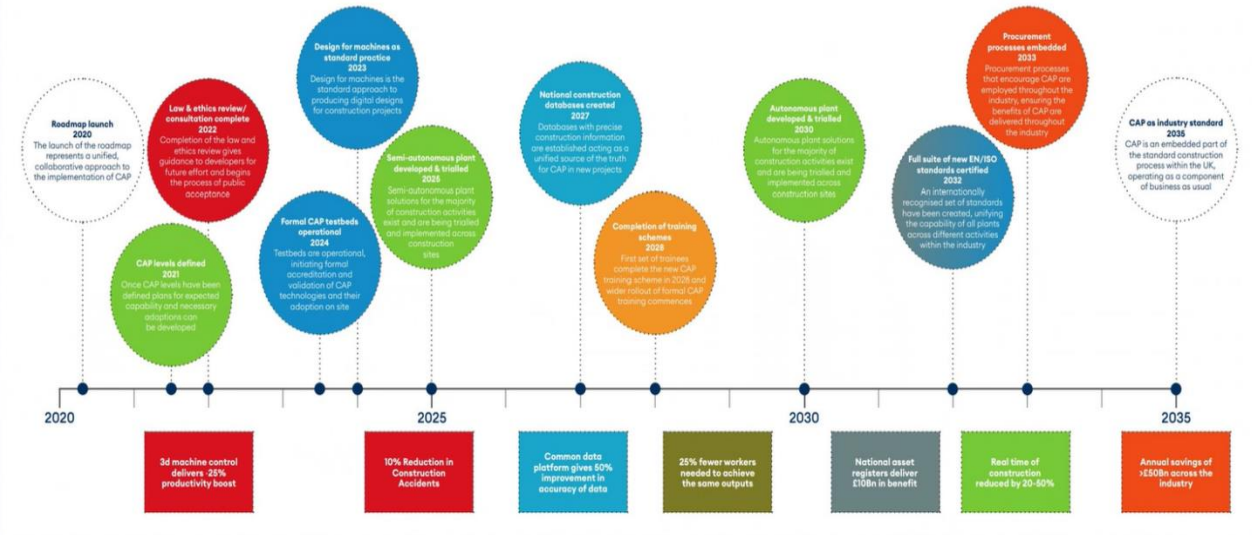 Roadmap launch
2020
The launch of the roadmap
represents a unified,
collaborative approach to
the implementation of CAP
CAP levels defined
2021
Once CAP levels have been
defined plans for expected
capability and necessary
adaptions can
be developed
Law & ethics review/
consultation complete
2022
Completion of the law and
ethics review gives
guidance to developers for
future effort and begins
the process of public
acceptance
Design for machines as
standard practice
2023
Design for machines is the
standard approach to
producing digital designs
for construction projects
Formal CAP testbeds
operational
2024
Testbeds are operational,
initiating formal
accreditation and
validation of CAP
technologies and their
adoption on site
Semi-autonomous plant
developed & trialled
2025
Semi-autonomous plant
solutions for the majority
of construction activities
exist and are being trialled
and implemented across
construction
sites
National construction
databases created
2027
Databases with precise
construction information
are established acting as a
unified source of the truth
for CAP in new projects
Completion of training
schemes
2028
First set of trainees
complete the new CAP
training scheme in 2026 and
wider rollout of formal CAP
training commences
Autonomous plant
developed & trialled
2030
Autonomous plant solutions
for the majority of
construction activities exist
and are being trialled and
implemented across
construction sites
Full suite of new EN/ISO
standards certified
2032
An internationally
recognised set of standards
have been created, unifying
the capability of all plants
across different activities
within the industry
Procurement
processes embedded
2033
Procurement processes
that encourage CAP are
employed throughout the
industry, ensuring the
benefits of CAP are
delivered throughout
the industry
CAP as industry standard
2035
CAP is an embedded part of
the standard construction
process within the UK,
operating as a component
of business as usual
2020
2025
2030
2035
3d machine control
delivers -25%
productivity boost
10% Reduction in
Construction
Accidents
Common data
platform gives 50%
improvement in
accuracy of data
25% fewer workers
needed to achieve
the same outputs
National asset
registers deliver
£10Bn in benefit
Real time of
construction
reduced by 20-50%
Annual savings of
>£50Bn across the
industry